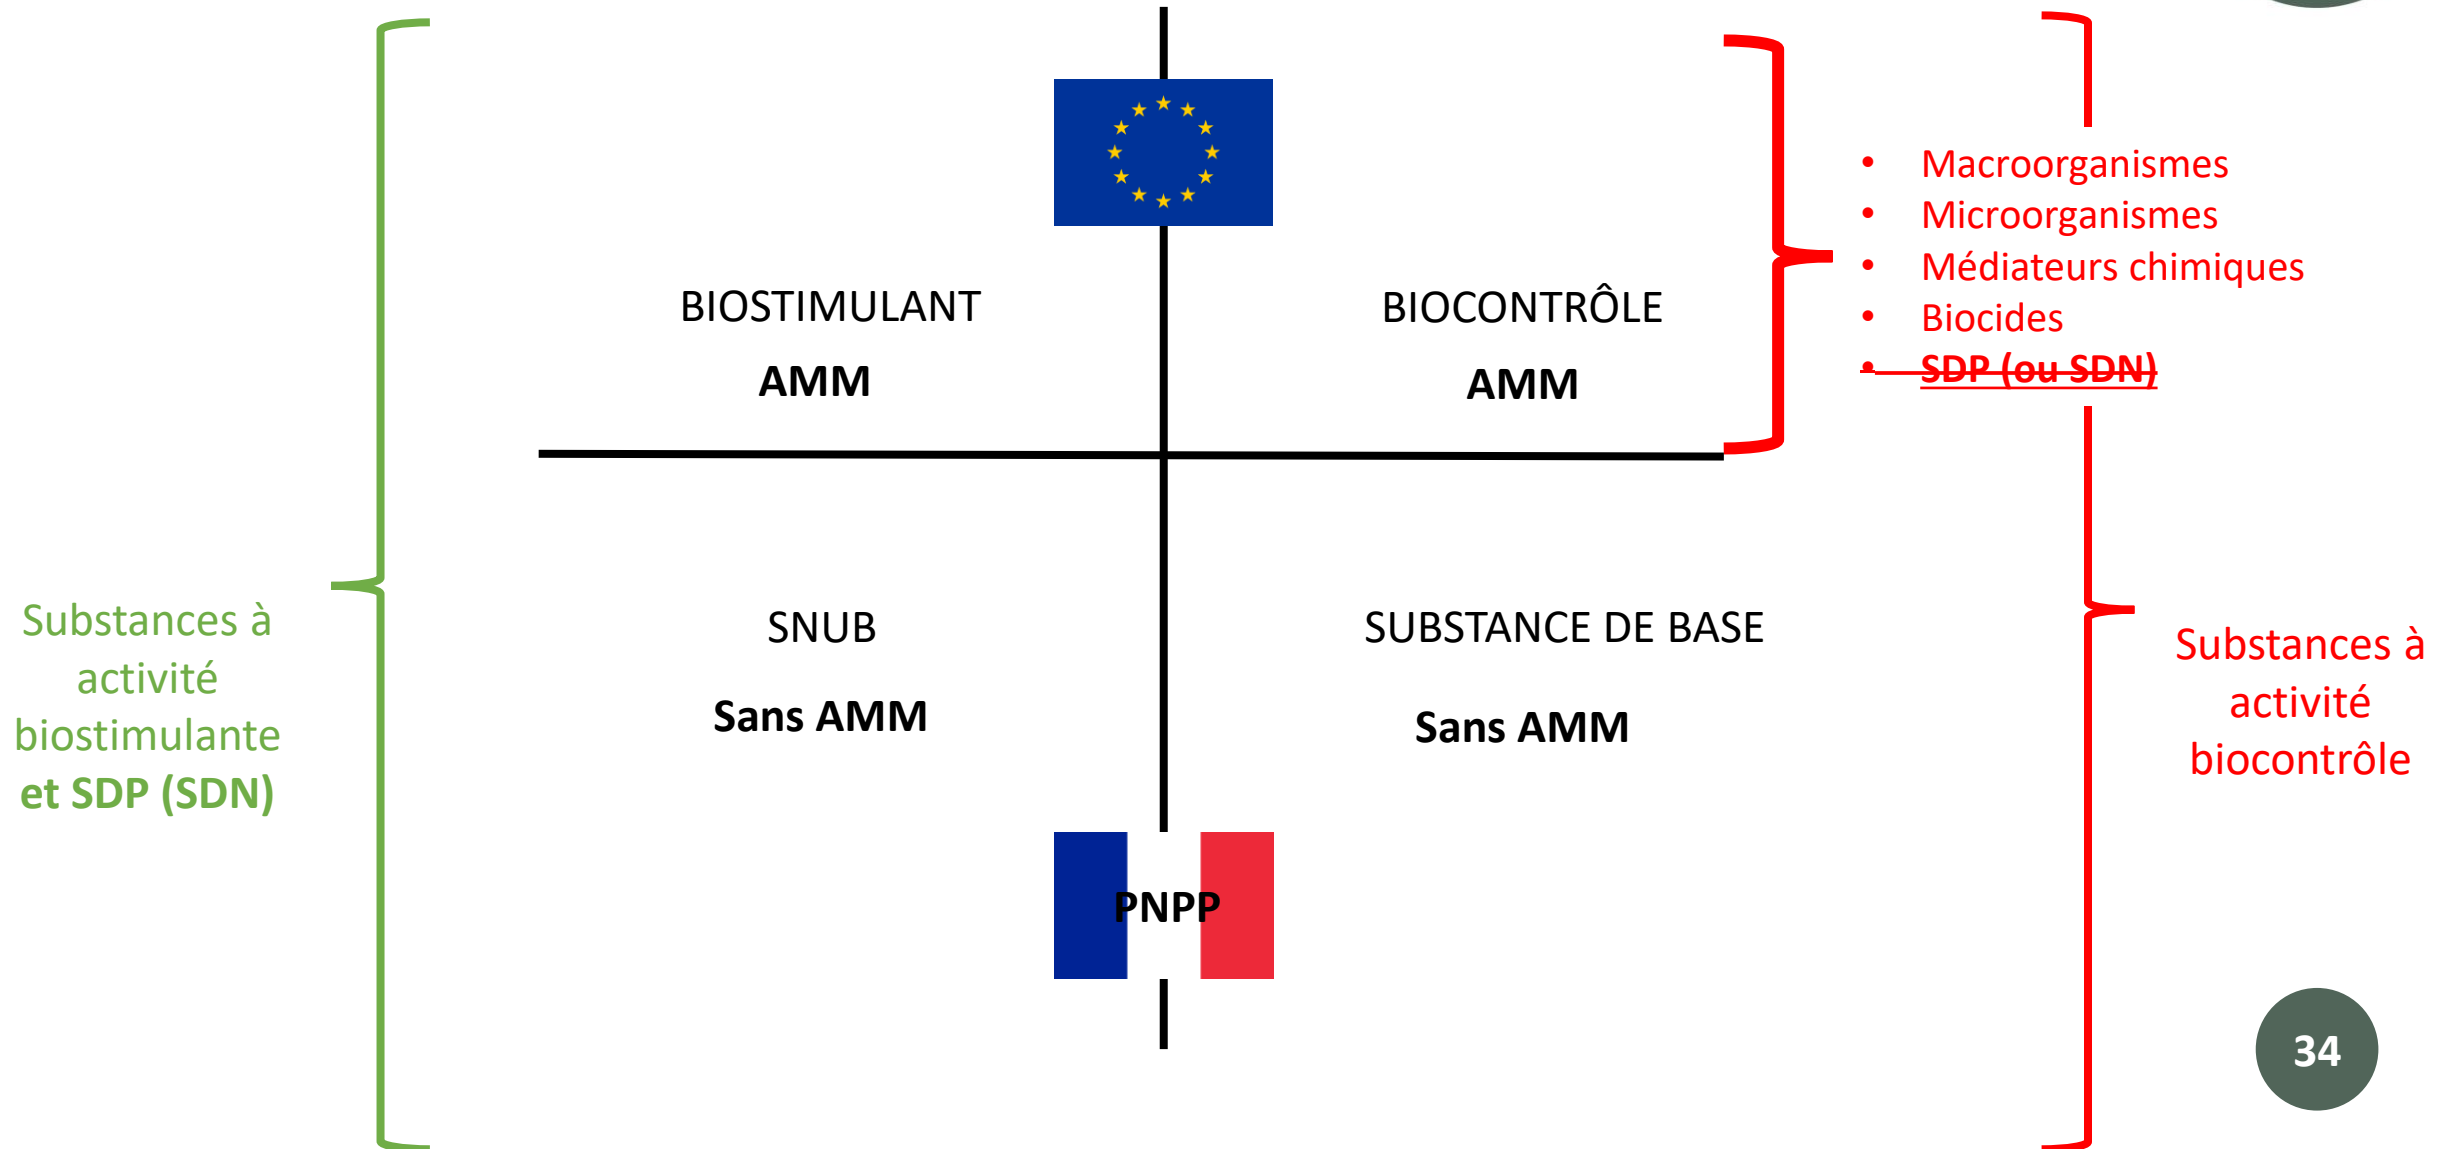 BIOSTIMULANT
AMM
BIOCONTRÔLE
AMM
• Macroorganismes
• Microorganismes
• Médiateurs chimiques
• Biocides
• SDP (ou SDN)
Substances à
activité
biostimulante
et SDP (SDN)
SNUB
Sans AMM
SUBSTANCE DE BASE
Sans AMM
Substances à
activité
biocontrôle
PNPP
34